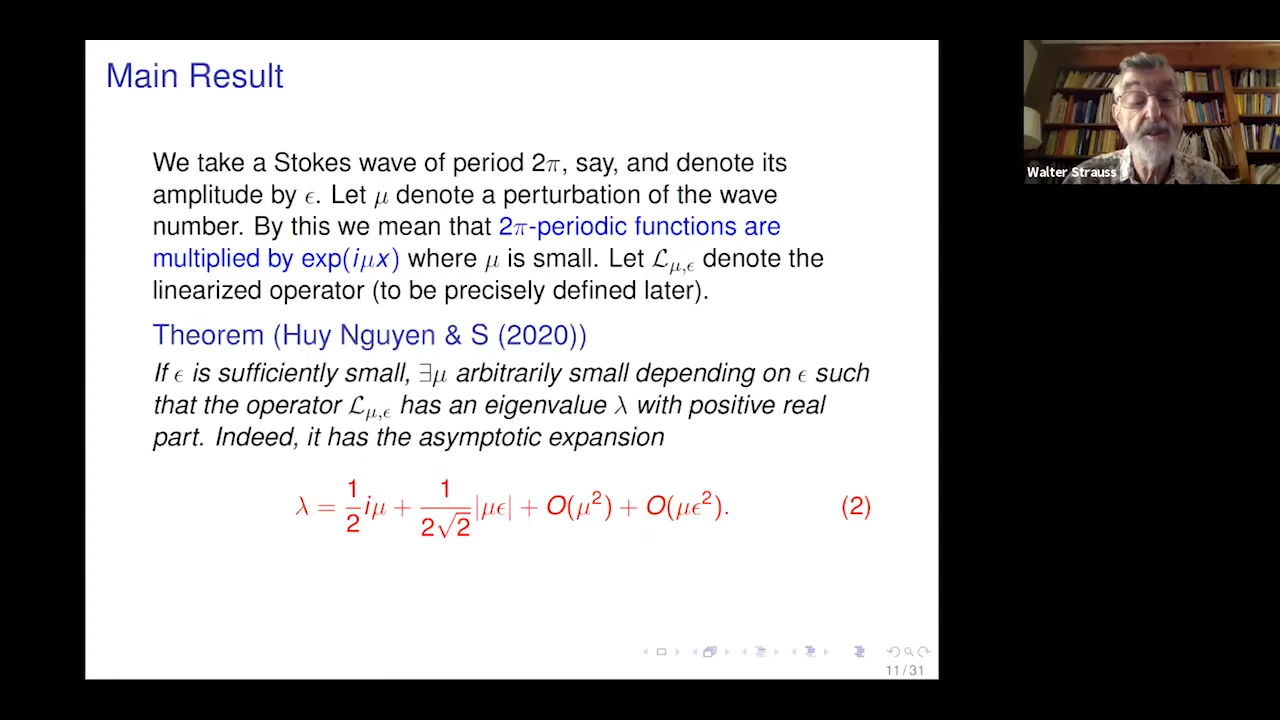 Main Result
We take a Stokes wave of period 2π, say, and denote its
amplitude by ϵ. Let μ denote a perturbation of the wave
number. By this we mean that 2π-periodic functions are
multiplied by exp(iμx) where μ is small. Let ℒμ,ϵ denote the
linearized operator (to be precisely defined later).
Theorem (Huy Nguyen & S (2020))
If ϵ is sufficiently small, ∃μ arbitrarily small depending on ϵ such
that the operator ℒμ,ϵ has an eigenvalue λ with positive real
part. Indeed, it has the asymptotic expansion
λ = 1/2 iμ + 1/(2√2) |μϵ| + O(μ²) + O(μϵ²). (2)
11/31
Walter Strauss